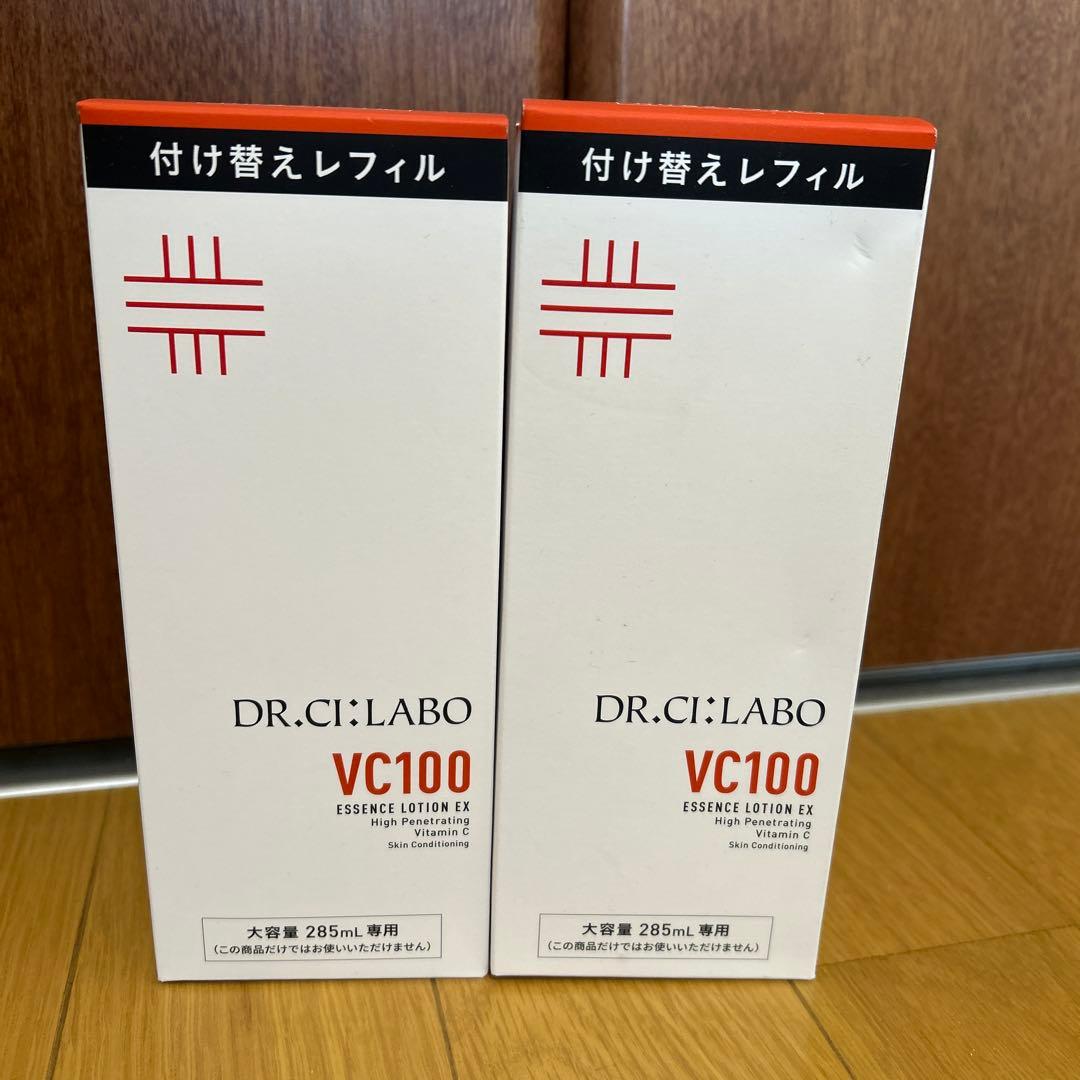 付け替えレフィル
DR.CI:LABO
VC100
ESSENCE LOTION EX
High Penetrating
Vitamin C
Skin Conditioning
大容量 285mL 専用
(この商品だけではお使いいただけません)
付け替えレフィル
DR.CI:LABO
VC100
ESSENCE LOTION EX
High Penetrating
Vitamin C
Skin Conditioning
大容量 285mL 専用
(この商品だけではお使いいただけません)